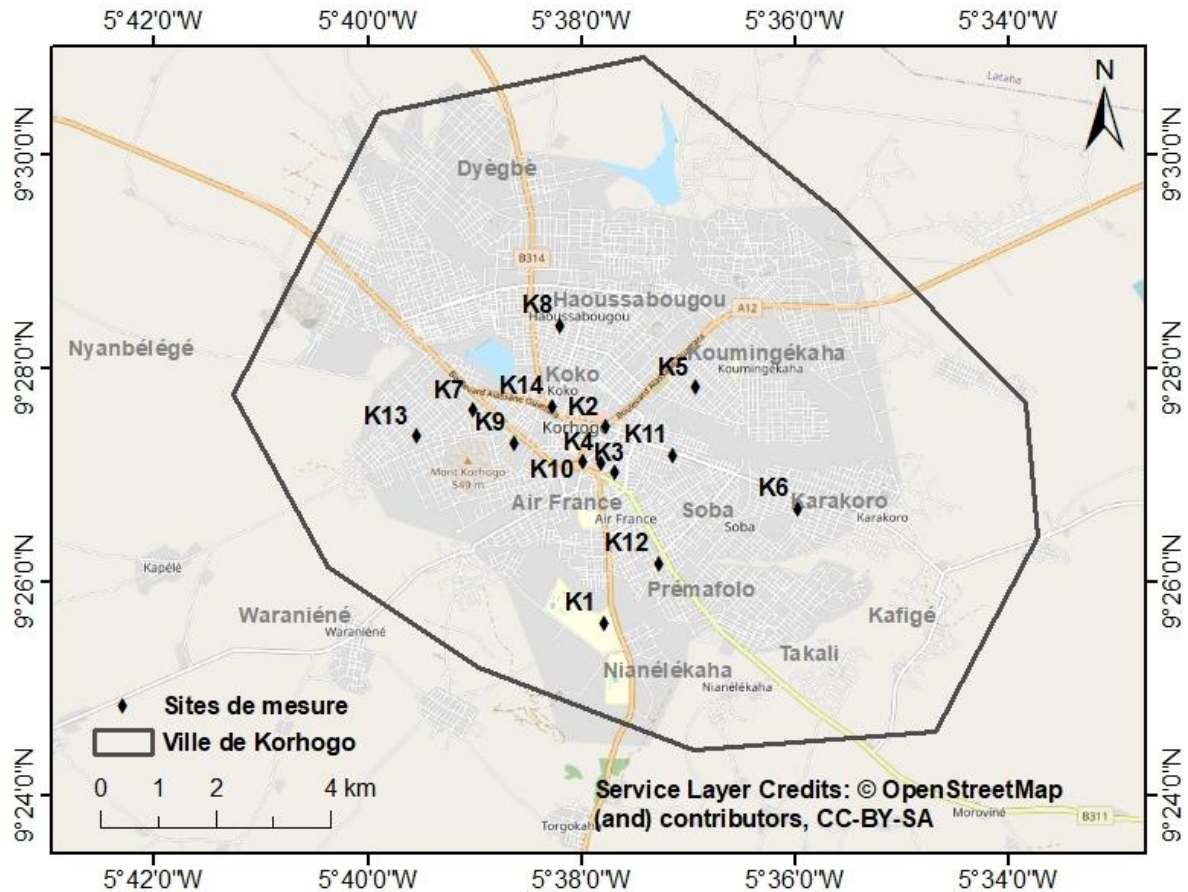 5°42'0"W 5°40'0"W 5°38'0"W 5°36'0"W 5°34'0"W
N
Lataha
9°30'0"N 9°30'0"N
Dyègbè
B314
Haoussabougou
K8
Haoussabougou
A12
Nyanbélégé
9°28'0"N 9°28'0"N
Koumingékaha
K5
Koumingékaha
Koko
K14
Koko
K7
K2
K13
K9
Korhogo
K4
K3
K11
K10
Mont Korhogo
549 m
K6
Karakoro
Karakoro
Air France
Air France
Soba
Soba
K12
9°26'0"N 9°26'0"N
Kapélé
Prémafolo
K1
Waraniéné
Waraniéné
Kafigé
Takali
Nianélékaha
Nianélékaha
Sites de mesure
Ville de Korhogo
0 1 2 4 km
Service Layer Credits: © OpenStreetMap
(and) contributors, CC-BY-SA
9°24'0"N 9°24'0"N
Moroviné
B311
5°42'0"W 5°40'0"W 5°38'0"W 5°36'0"W 5°34'0"W